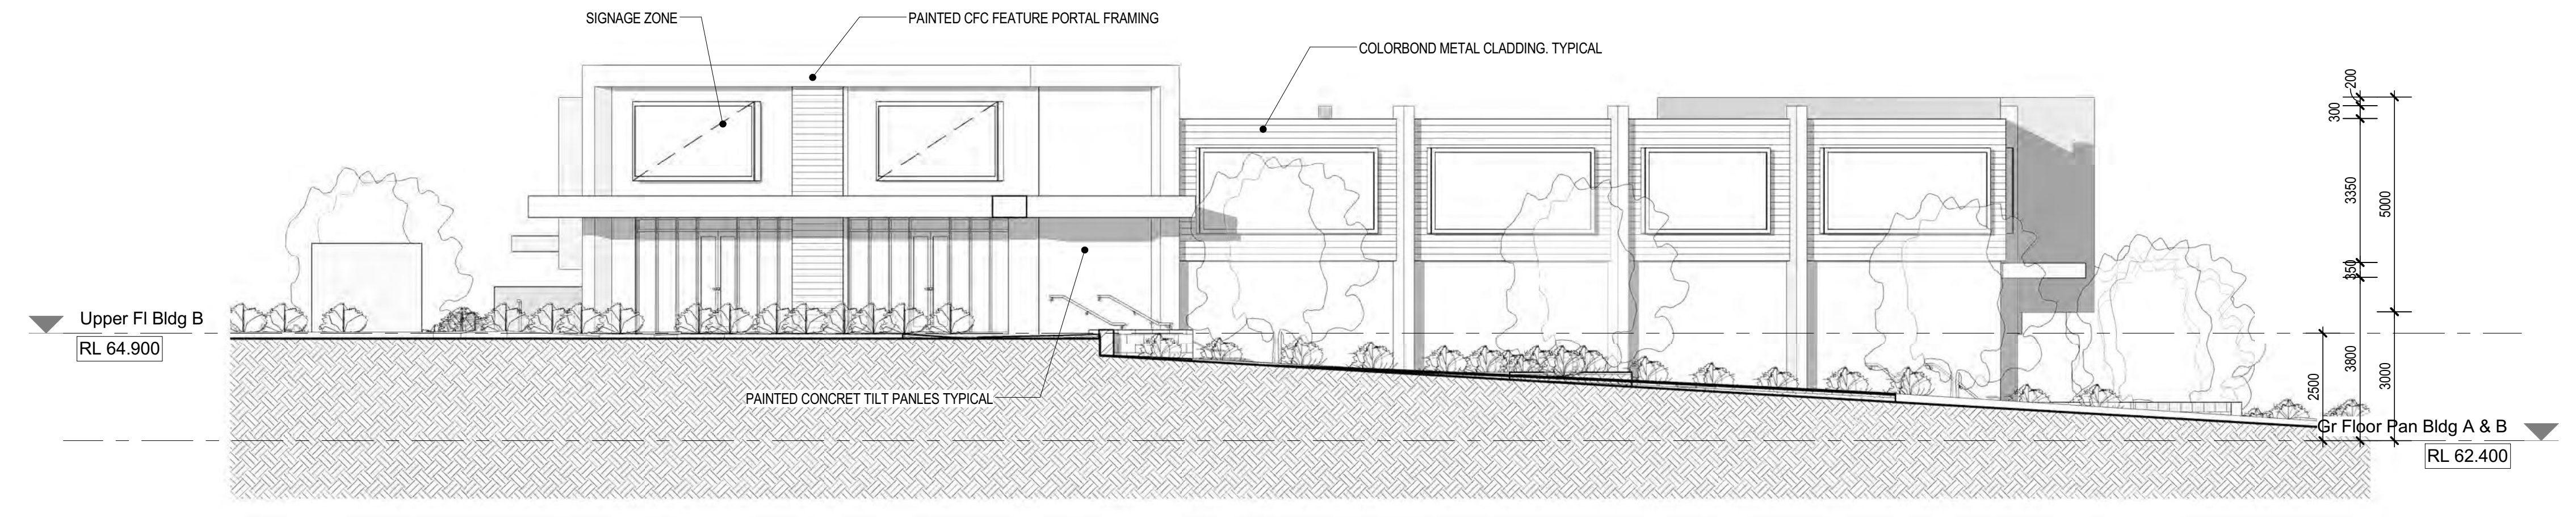 SIGNAGE ZONE
PAINTED CFC FEATURE PORTAL FRAMING
COLORBOND METAL CLADDING. TYPICAL
200
300
3350
5000
350
Upper Fl Bldg B
RL 64.900
PAINTED CONCRET TILT PANLES TYPICAL
2500
3800
3000
Gr Floor Pan Bldg A & B
RL 62.400